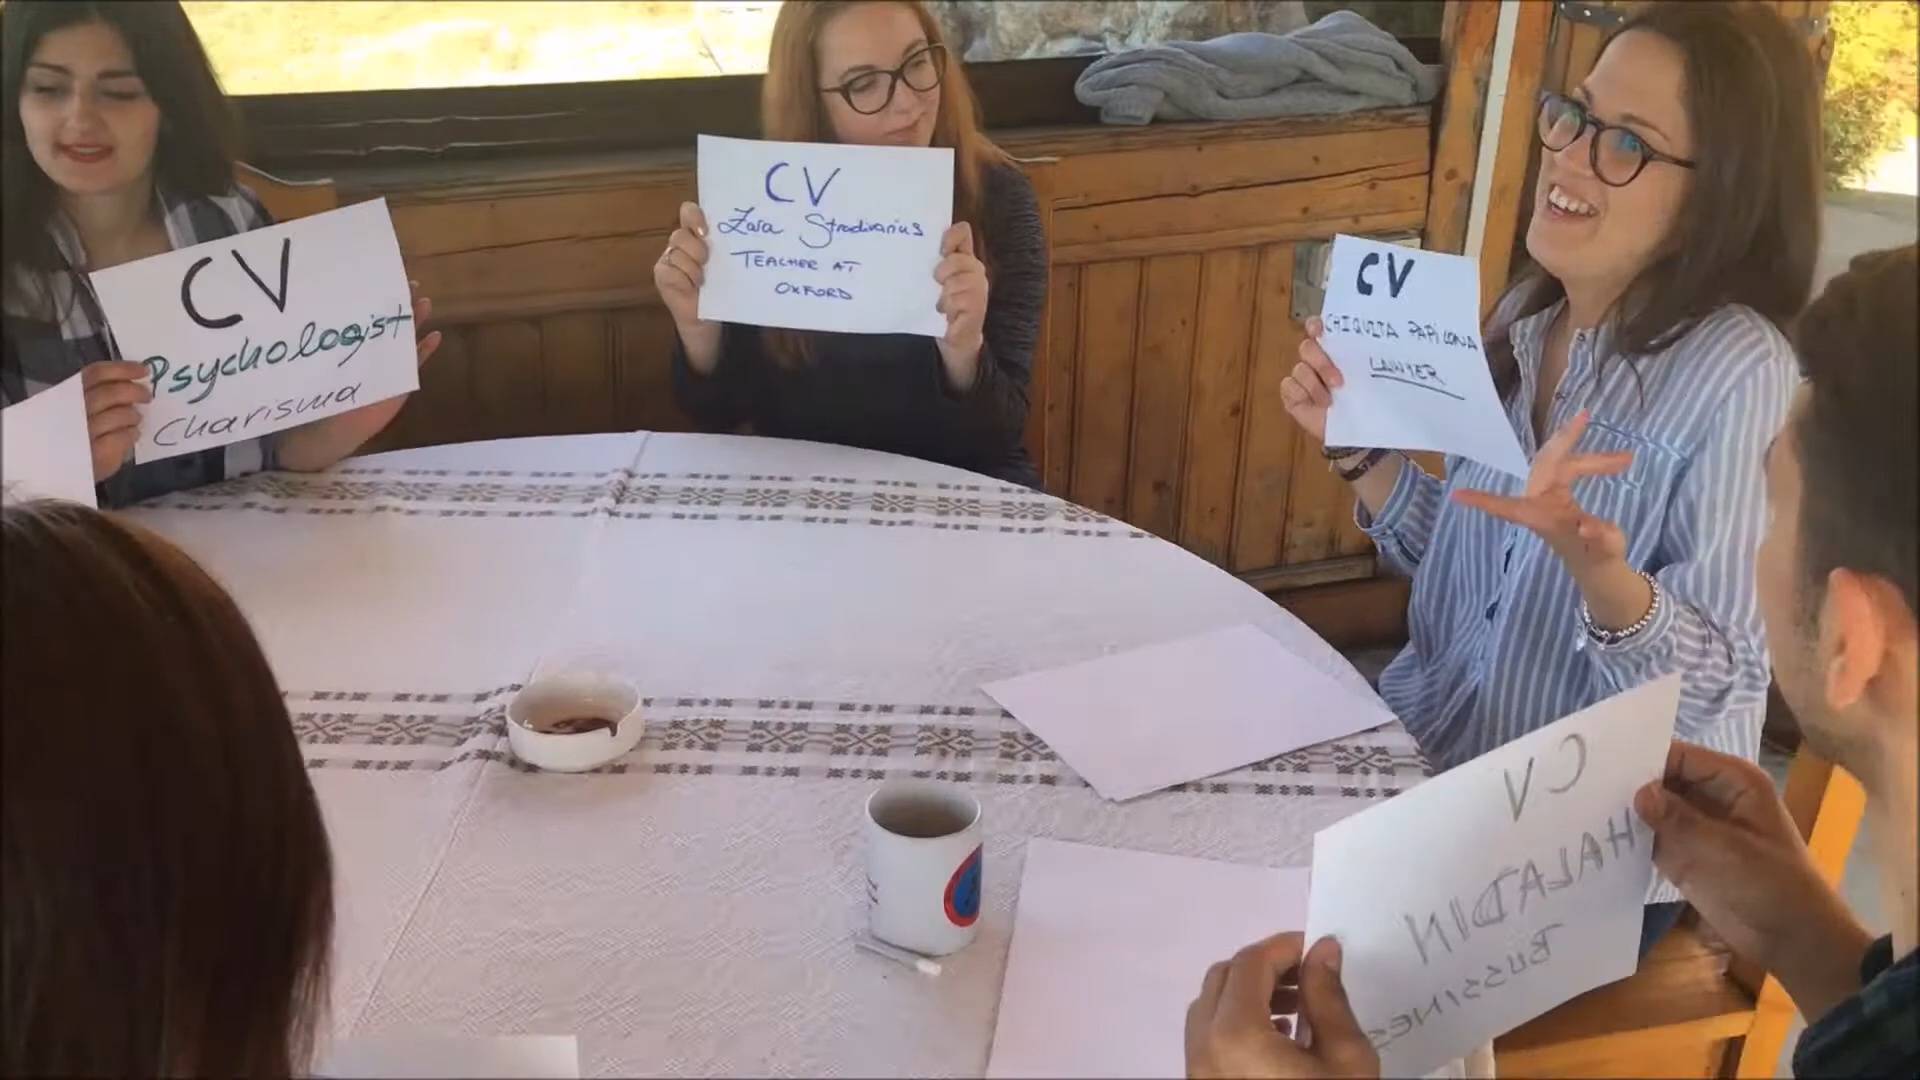 CV
Psychologist
Charisma
CV
Zara Stradivarius
TEACHER AT
OXFORD
CV
CHIQUITA PAPILONA
LAWYER
CV
HALADIN
BUSSINES